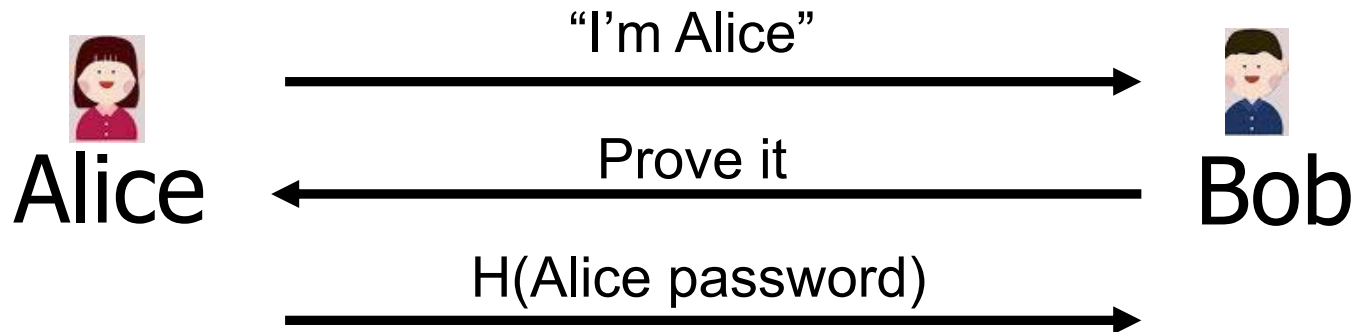 “I’m Alice”
Prove it
Alice
Bob
H(Alice password)